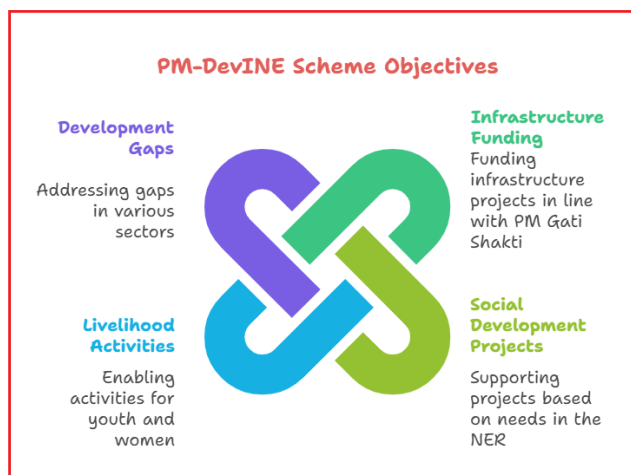 PM-DevINE Scheme Objectives
Development
Gaps
Addressing gaps
in various
sectors
Infrastructure
Funding
Funding
infrastructure
projects in line
with PM Gati
Shakti
Livelihood
Activities
Enabling
activities for
youth and
women
Social
Development
Projects
Supporting
projects based
on needs in the
NER